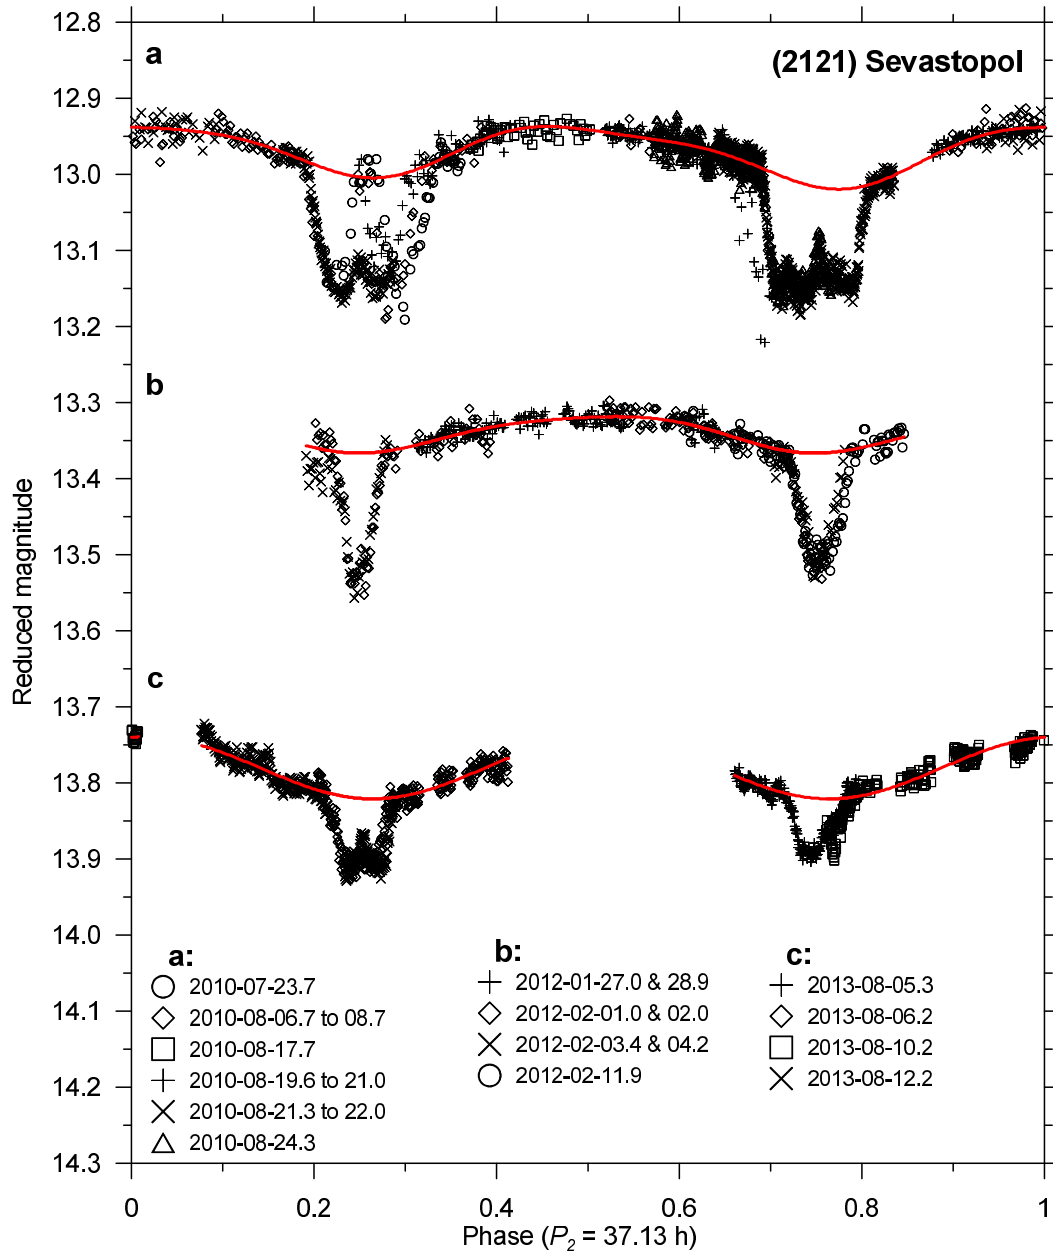 (2121) Sevastopol
a
b
c
12.8
12.9
13.0
13.1
13.2
13.3
13.4
13.5
13.6
13.7
13.8
13.9
14.0
14.1
14.2
14.3
Reduced magnitude
a:
2010-07-23.7
2010-08-06.7 to 08.7
2010-08-17.7
2010-08-19.6 to 21.0
2010-08-21.3 to 22.0
2010-08-24.3
b:
2012-01-27.0 & 28.9
2012-02-01.0 & 02.0
2012-02-03.4 & 04.2
2012-02-11.9
c:
2013-08-05.3
2013-08-06.2
2013-08-10.2
2013-08-12.2
0 0.2 0.4 0.6 0.8 1
Phase (P2 = 37.13 h)